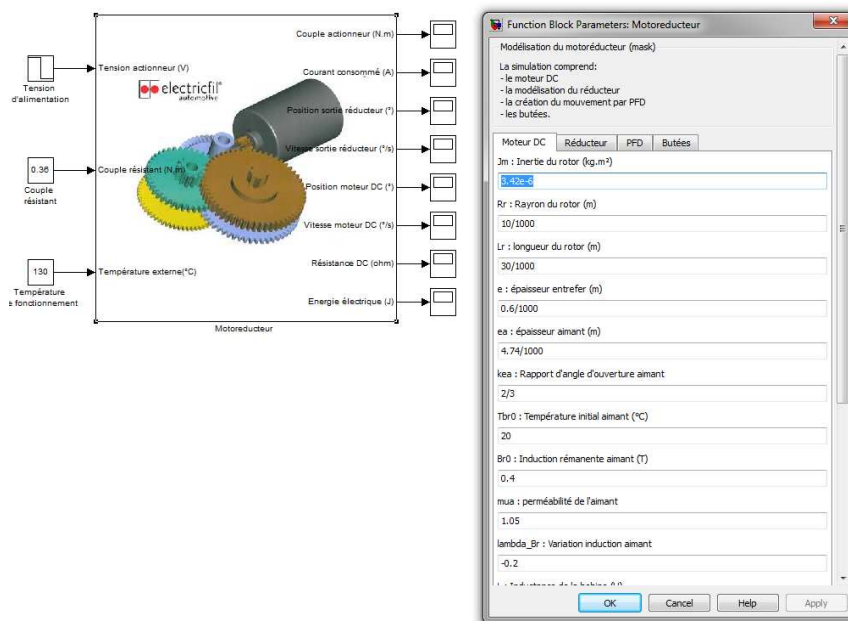 Couple actionneur (N.m)
Tension actionneur (V)
Tension
d'alimentation
electricfil®
automotive
Courant consommé (A)
Position sortie réducteur (°)
Vitesse sortie réducteur (°/s)
0.36
Couple
résistant
Couple résistant (N.m)
Position moteur DC (°)
Vitesse moteur DC (°/s)
130
Température
fonctionnement
Température externe(°C)
Résistance DC (ohm)
Energie électrique (J)
Motoreducteur
Function Block Parameters: Motoreducteur
Modélisation du motoréducteur (mask)
La simulation comprend:
- le moteur DC
- la modélisation du réducteur
- la création du mouvement par PFD
- les butées.
Moteur DC Réducteur PFD Butées
Jm : Inertie du rotor (kg.m²)
3.42e-6
Rr : Rayron du rotor (m)
10/1000
Lr : longueur du rotor (m)
30/1000
e : épaisseur entrefer (m)
0.6/1000
ea : épaisseur aimant (m)
4.74/1000
kea : Rapport d'angle d'ouverture aimant
2/3
Tbr0 : Température initial aimant (°C)
20
Br0 : Induction rémanente aimant (T)
0.4
mua : perméabilité de l'aimant
1.05
lambda_Br : Variation induction aimant
-0.2
OK Cancel Help Apply